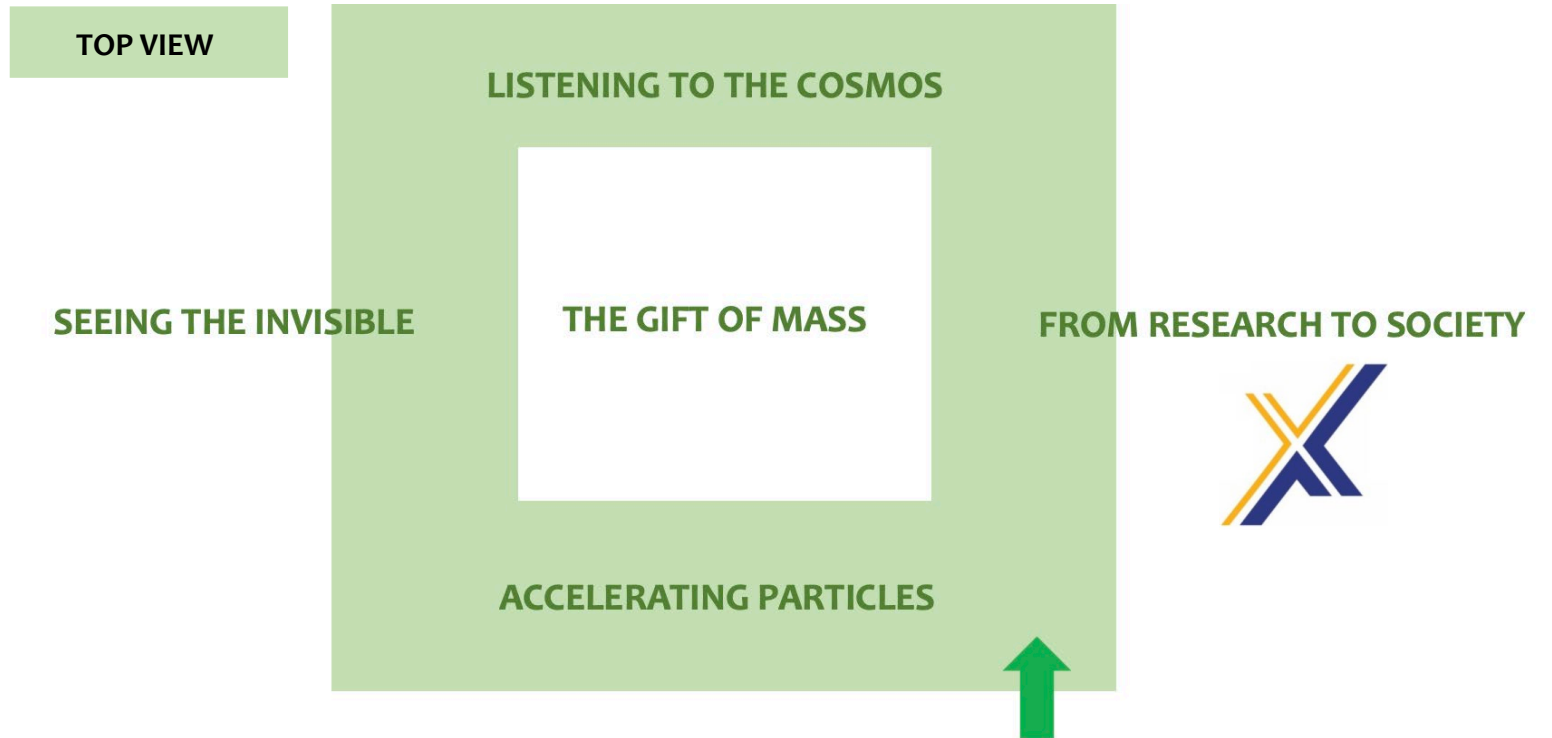 TOP VIEW
LISTENING TO THE COSMOS
SEEING THE INVISIBLE
THE GIFT OF MASS
FROM RESEARCH TO SOCIETY
ACCELERATING PARTICLES